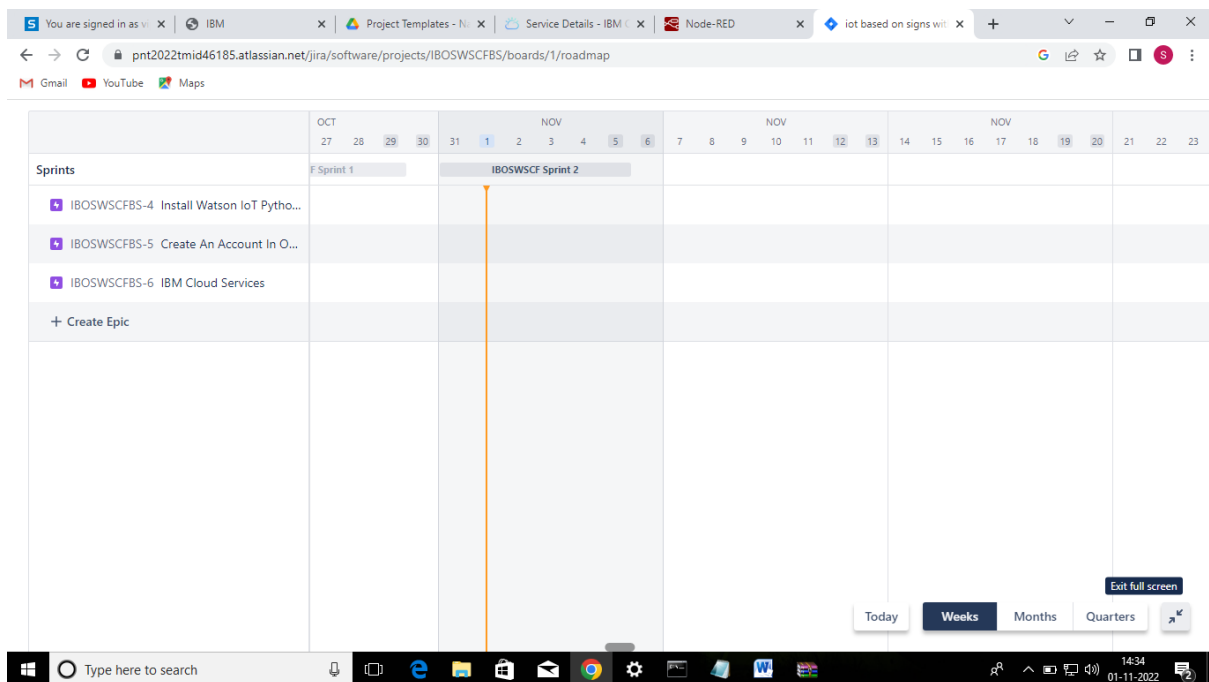 You are signed in as vi
IBM
Project Templates - Na
Service Details - IBM C
Node-RED
iot based on signs wit
pnt2022tmid46185.atlassian.net/jira/software/projects/IBOSWSCFBS/boards/1/roadmap
G
S
Gmail YouTube Maps
OCT NOV NOV NOV
27 28 29 30 31 1 2 3 4 5 6 7 8 9 10 11 12 13 14 15 16 17 18 19 20 21 22 23
Sprints F Sprint 1 IBOSWSCF Sprint 2
IBOSWSCFBS-4 Install Watson IoT Pytho...
IBOSWSCFBS-5 Create An Account In O...
IBOSWSCFBS-6 IBM Cloud Services
+ Create Epic
Exit full screen
Today Weeks Months Quarters
Type here to search
14:34
01-11-2022
2